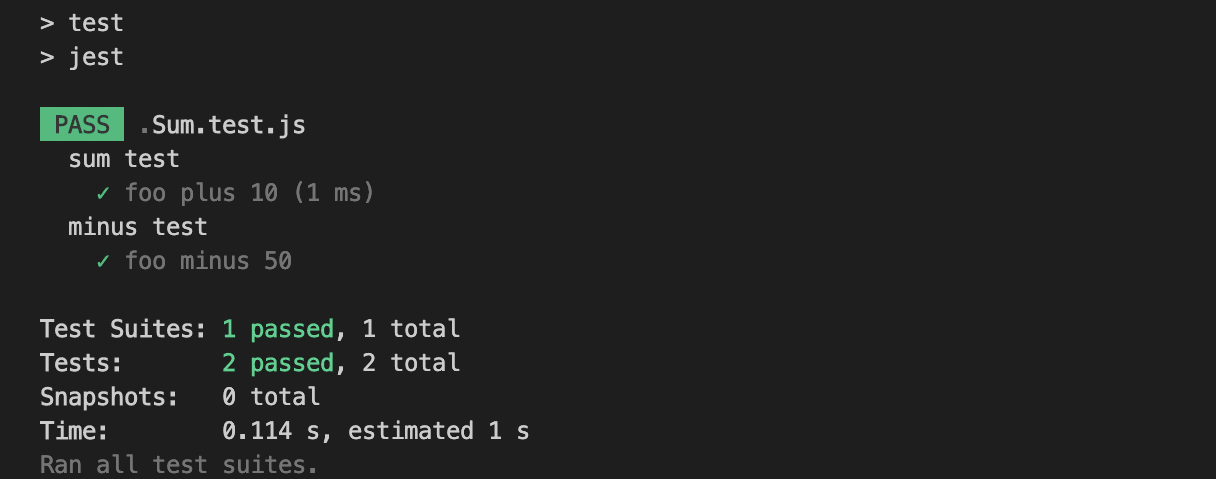 > test
> jest
PASS .Sum.test.js
sum test
✓ foo plus 10 (1 ms)
minus test
✓ foo minus 50
Test Suites: 1 passed, 1 total
Tests: 2 passed, 2 total
Snapshots: 0 total
Time: 0.114 s, estimated 1 s
Ran all test suites.